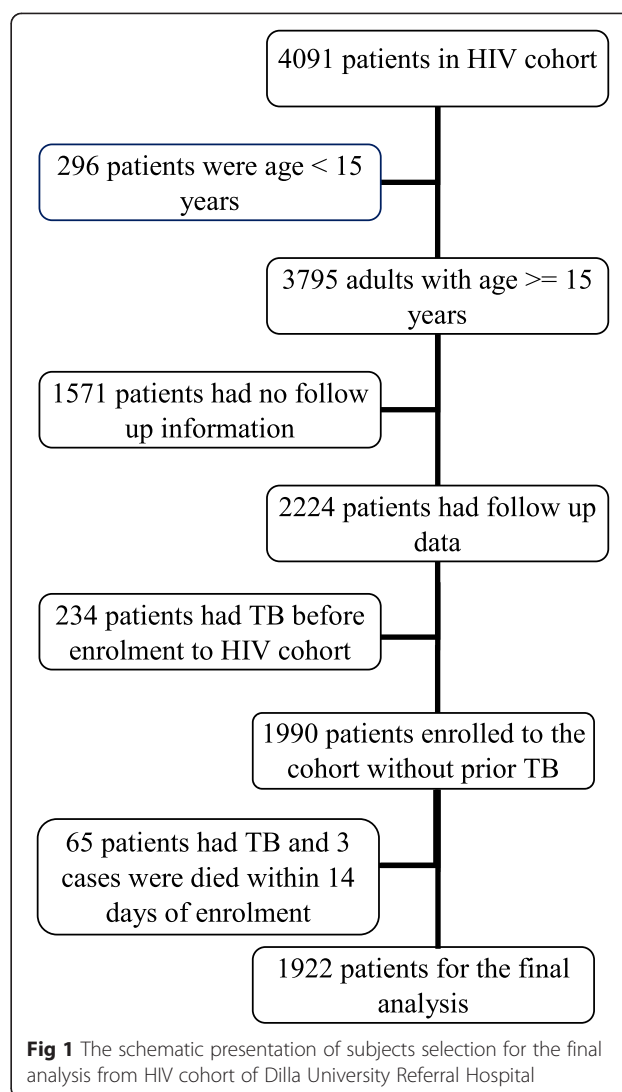 4091 patients in HIV cohort
296 patients were age < 15
years
3795 adults with age >= 15
years
1571 patients had no follow
up information
2224 patients had follow up
data
234 patients had TB before
enrolment to HIV cohort
1990 patients enrolled to the
cohort without prior TB
65 patients had TB and 3
cases were died within 14
days of enrolment
1922 patients for the final
analysis
Fig 1 The schematic presentation of subjects selection for the final
analysis from HIV cohort of Dilla University Referral Hospital